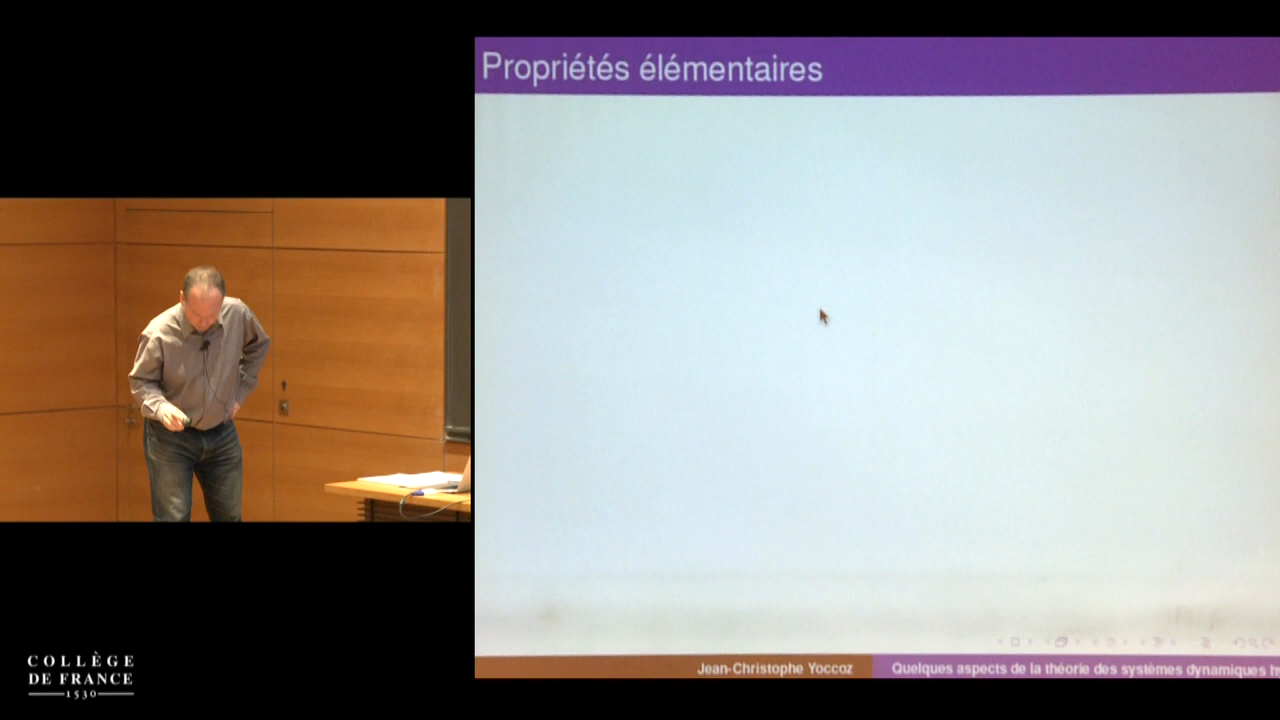 Propriétés élémentaires
COLLÈGE
DE FRANCE
1530
Jean-Christophe Yoccoz
Quelques aspects de la théorie des systèmes dynamiques